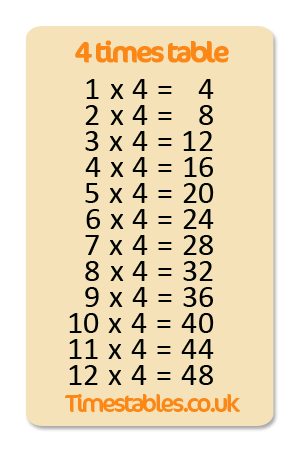 4 times table
1 x 4 = 4
2 x 4 = 8
3 x 4 = 12
4 x 4 = 16
5 x 4 = 20
6 x 4 = 24
7 x 4 = 28
8 x 4 = 32
9 x 4 = 36
10 x 4 = 40
11 x 4 = 44
12 x 4 = 48
Timestables.co.uk